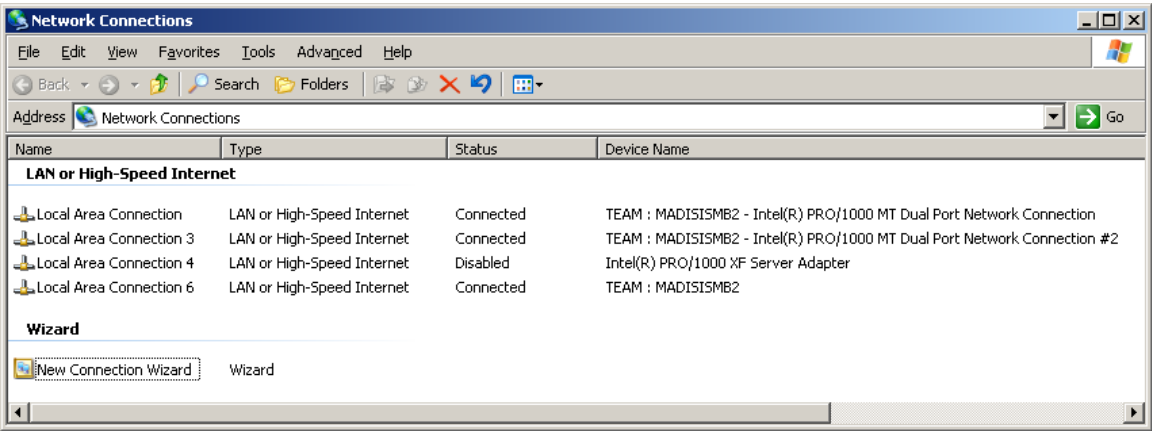 Network Connections
File Edit View Favorites Tools Advanced Help
Back Search Folders
Address Network Connections Go
Name Type Status Device Name
LAN or High-Speed Internet
Local Area Connection LAN or High-Speed Internet Connected TEAM : MADISISMB2 - Intel(R) PRO/1000 MT Dual Port Network Connection
Local Area Connection 3 LAN or High-Speed Internet Connected TEAM : MADISISMB2 - Intel(R) PRO/1000 MT Dual Port Network Connection #2
Local Area Connection 4 LAN or High-Speed Internet Disabled Intel(R) PRO/1000 XF Server Adapter
Local Area Connection 6 LAN or High-Speed Internet Connected TEAM : MADISISMB2
Wizard
New Connection Wizard Wizard